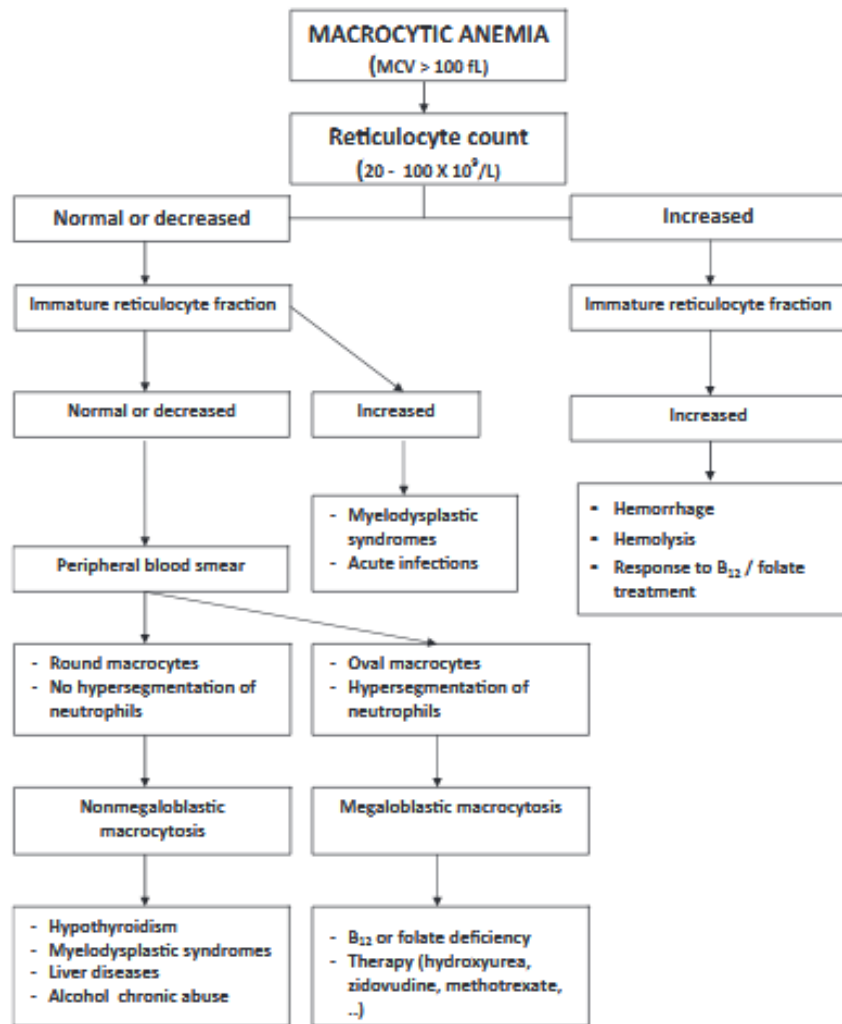 MACROCYTIC ANEMIA
(MCV > 100 fL)
Reticulocyte count
(20 - 100 X 10⁹/L)
Normal or decreased
Increased
Immature reticulocyte fraction
Immature reticulocyte fraction
Normal or decreased
Increased
Increased
- Myelodysplastic
syndromes
- Acute infections
- Hemorrhage
- Hemolysis
- Response to B₁₂ / folate
treatment
Peripheral blood smear
- Round macrocytes
- No hypersegmentation of
neutrophils
- Oval macrocytes
- Hypersegmentation of
neutrophils
Nonmegaloblastic
macrocytosis
Megaloblastic macrocytosis
- Hypothyroidism
- Myelodysplastic syndromes
- Liver diseases
- Alcohol chronic abuse
- B₁₂ or folate deficiency
- Therapy (hydroxyurea,
zidovudine, methotrexate,
..)